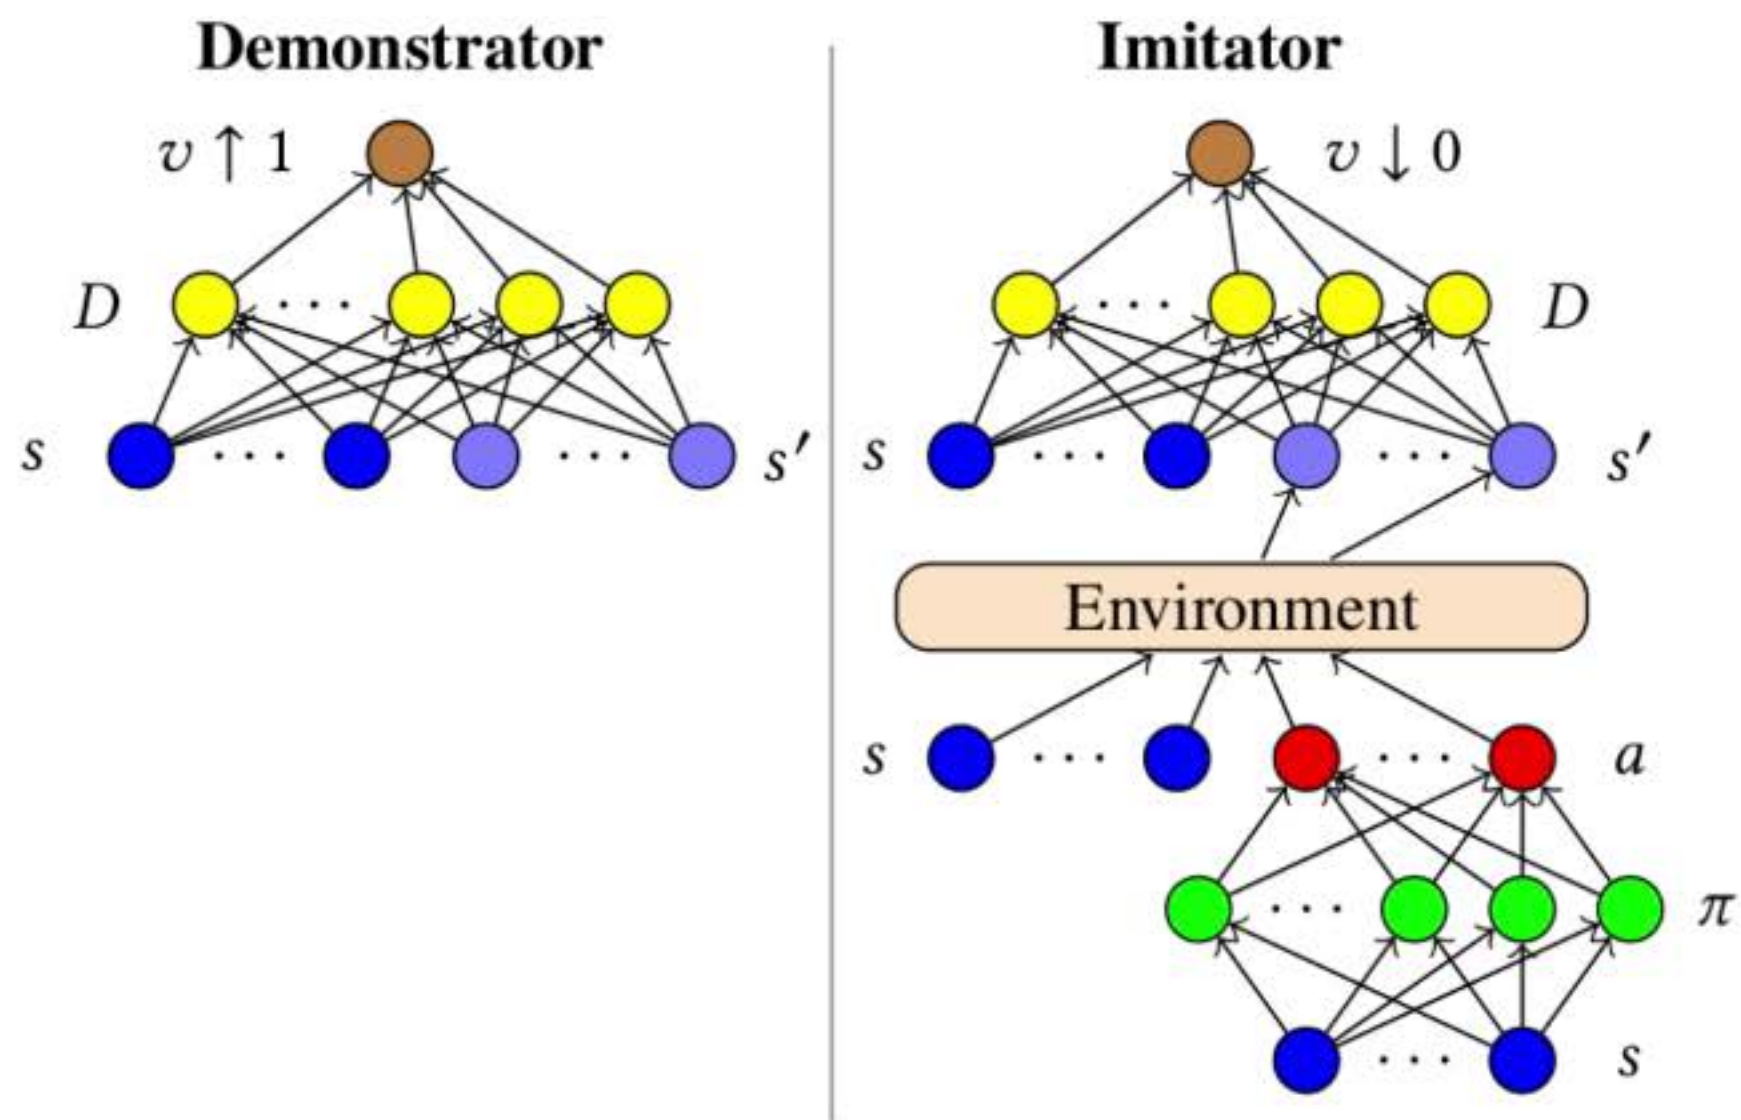 Demonstrator
v ↑ 1
D
s
s′
Imitator
v ↓ 0
D
s
s′
Environment
s
a
π
s